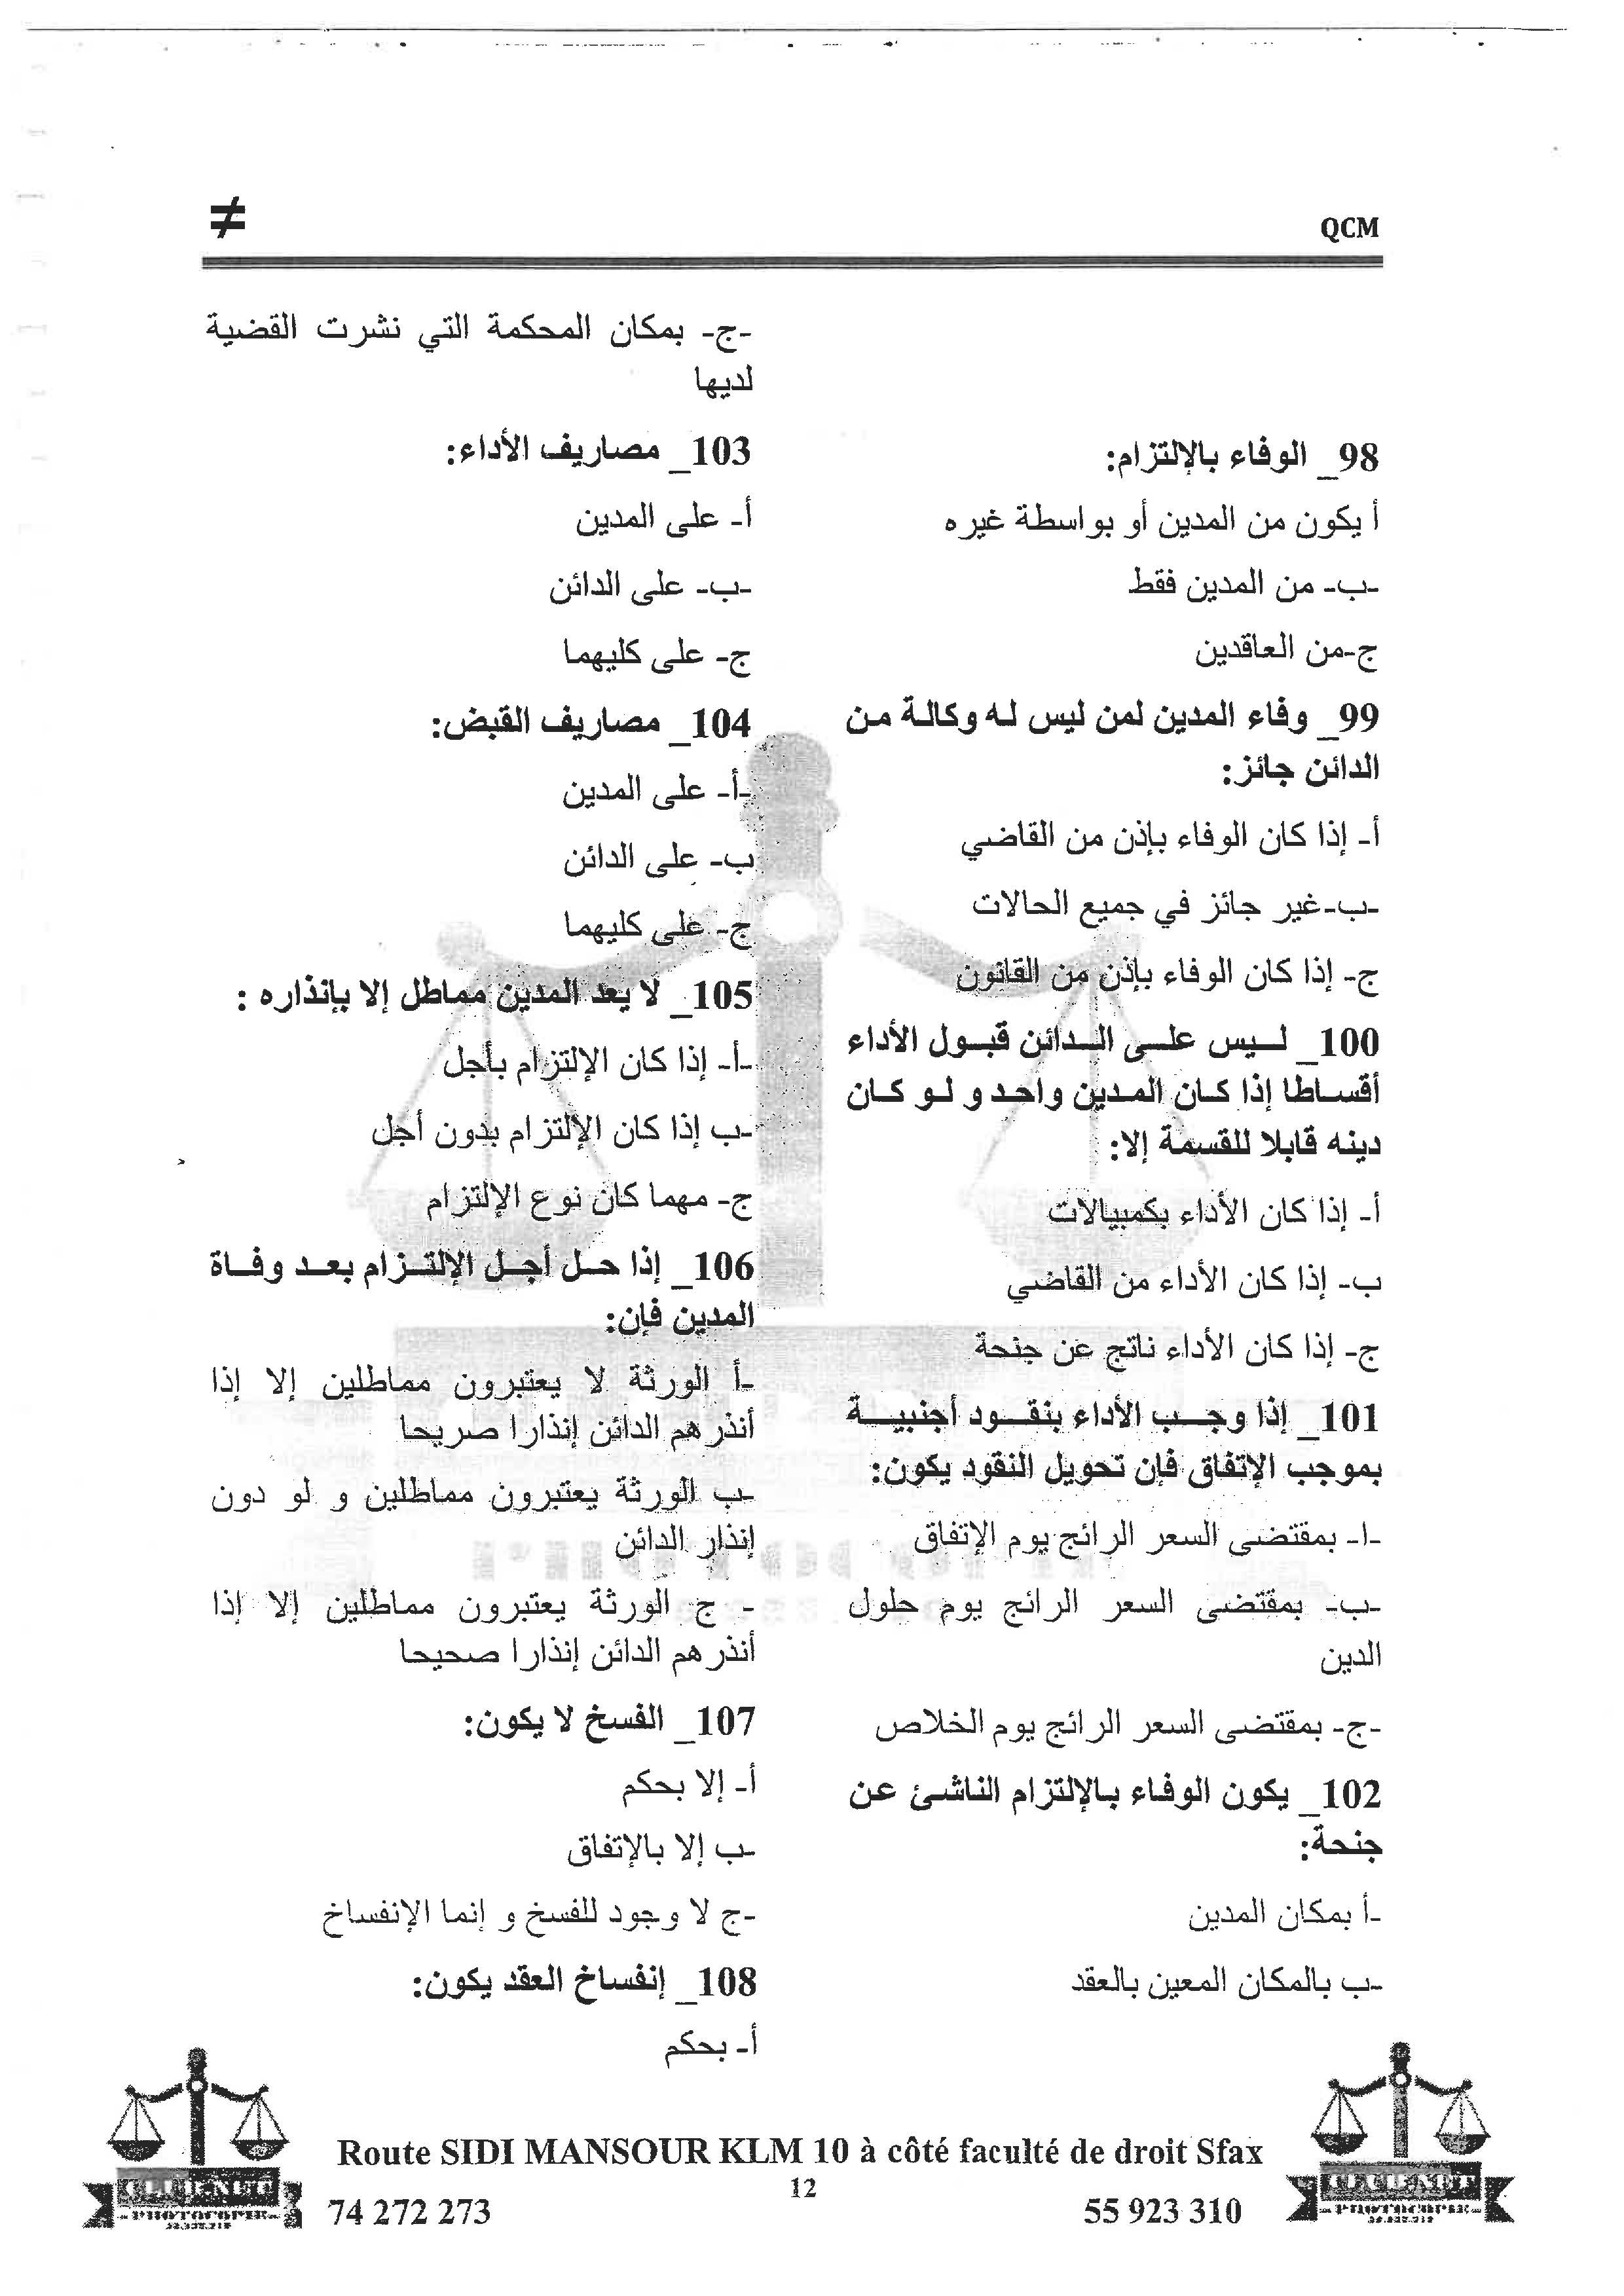 QCM
≠
98_ الوفاء بالإلتزام:
أ يكون من المدين أو بواسطة غيره
-ب- من المدين فقط
ج-من العاقدين
99_ وفاء المدين لمن ليس له وكالة من
الدائن جائز:
أ- إذا كان الوفاء بإذن من القاضي
-ب-غير جائز في جميع الحالات
ج- إذا كان الوفاء بإذن من القانون
100_ ليس على الدائن قبول الأداء
أقساطا إذا كان المدين واحد و لو كان
دينه قابلا للقسمة إلا:
أ- إذا كان الأداء بكمبيالات
ب- إذا كان الأداء من القاضي
ج- إذا كان الأداء ناتج عن جنحة
101_ إذا وجب الأداء بنقود أجنبية
بموجب الإتفاق فإن تحويل النقود يكون:
-ا- بمقتضى السعر الرائج يوم الإتفاق
-ب- بمقتضى السعر الرائج يوم حلول
الدين
-ج- بمقتضى السعر الرائج يوم الخلاص
102_ يكون الوفاء بالإلتزام الناشئ عن
جنحة:
-أ بمكان المدين
-ب بالمكان المعين بالعقد
-ج- بمكان المحكمة التي نشرت القضية
لديها
103_ مصاريف الأداء:
أ- على المدين
-ب- على الدائن
ج- على كليهما
104_ مصاريف القبض:
-أ- على المدين
ب- على الدائن
ج- على كليهما
105_ لا يعد المدين مماطل إلا بإنذاره :
-أ- إذا كان الإلتزام بأجل
-ب إذا كان الإلتزام بدون أجل
ج- مهما كان نوع الإلتزام
106_ إذا حل أجل الإلتزام بعد وفاة
المدين فإن:
-أ الورثة لا يعتبرون مماطلين إلا إذا
أنذرهم الدائن إنذارا صريحا
-ب الورثة يعتبرون مماطلين و لو دون
إنذار الدائن
- ج الورثة يعتبرون مماطلين إلا إذا
أنذرهم الدائن إنذارا صحيحا
107_ الفسخ لا يكون:
أ- إلا بحكم
-ب إلا بالإتفاق
-ج لا وجود للفسخ و إنما الإنفساخ
108_ إنفساخ العقد يكون:
أ- بحكم
Route SIDI MANSOUR KLM 10 à côté faculté de droit Sfax
12
74 272 273
55 923 310